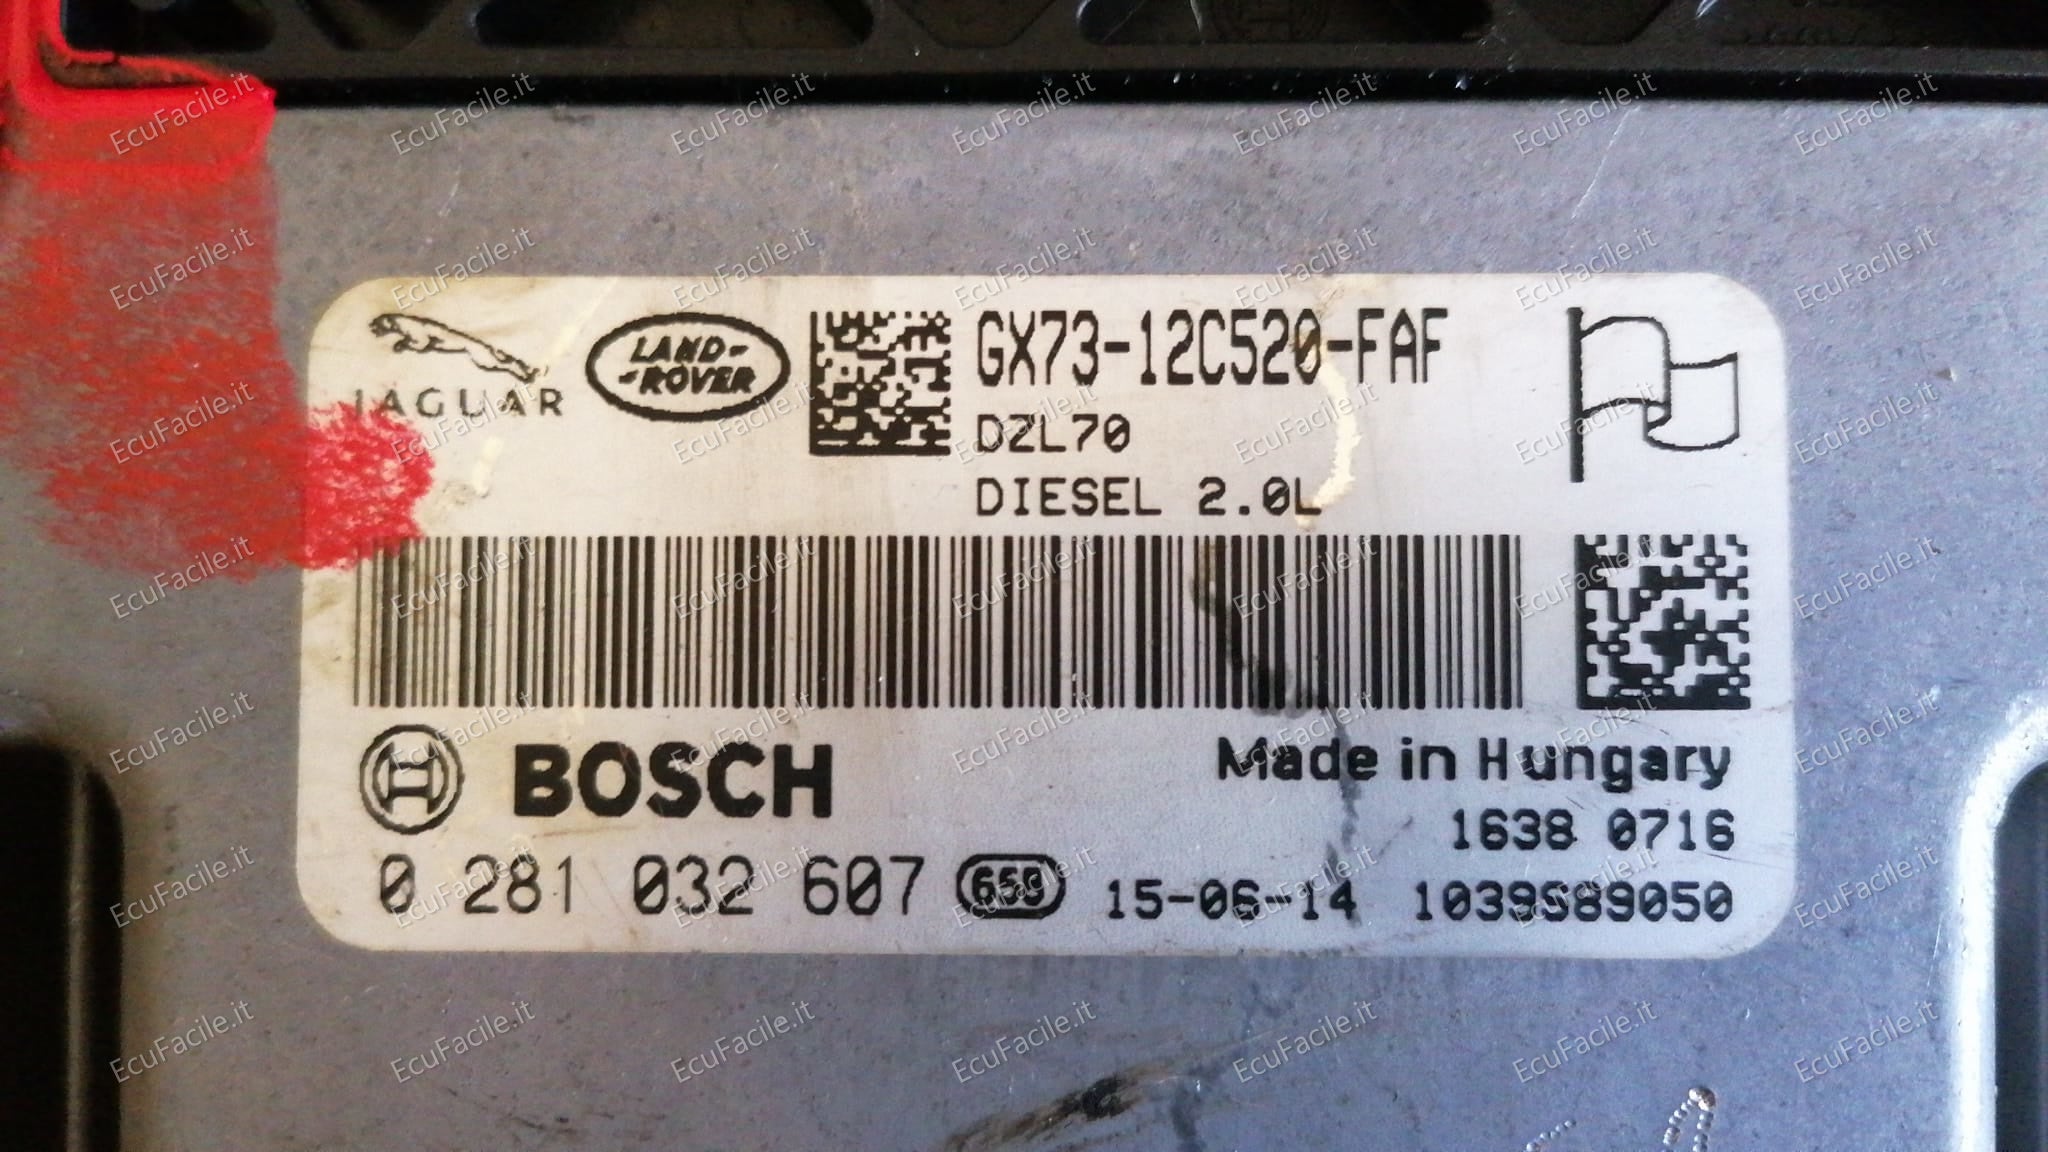 JAGUAR
LAND-
-ROVER
GX73-12C520-FAF
DZL70
DIESEL 2.0L
BOSCH
Made in Hungary
1638 0716
0 281 032 607 659 15-06-14 1039S89050
EcuFacile.it